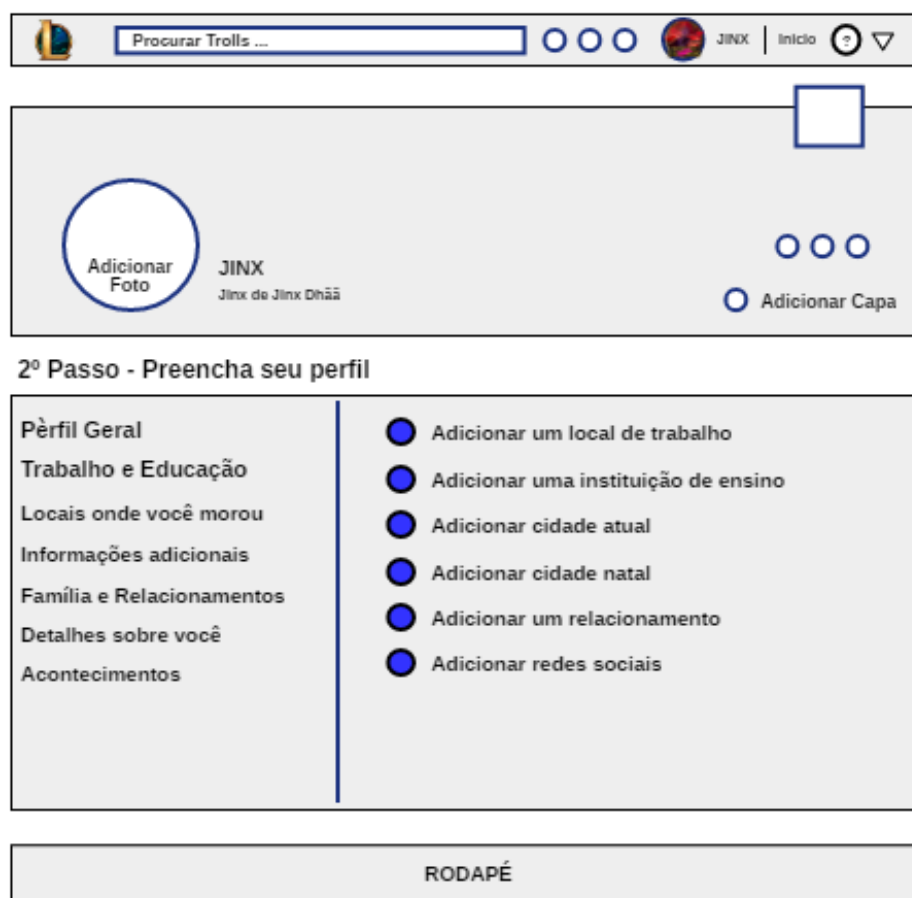 Procurar Trolls ...
JINX
Inicio
?
Adicionar
Foto
JINX
Jinx de Jinx Dhãã
Adicionar Capa
2º Passo - Preencha seu perfil
Pèrfil Geral
Trabalho e Educação
Locais onde você morou
Informações adicionais
Família e Relacionamentos
Detalhes sobre você
Acontecimentos
Adicionar um local de trabalho
Adicionar uma instituição de ensino
Adicionar cidade atual
Adicionar cidade natal
Adicionar um relacionamento
Adicionar redes sociais
RODAPÉ